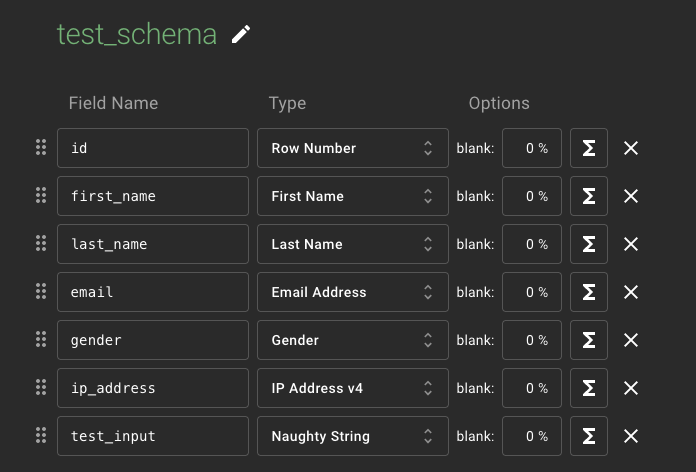 test_schema
Field Name Type Options
id Row Number blank: 0 % Σ
first_name First Name blank: 0 % Σ
last_name Last Name blank: 0 % Σ
email Email Address blank: 0 % Σ
gender Gender blank: 0 % Σ
ip_address IP Address v4 blank: 0 % Σ
test_input Naughty String blank: 0 % Σ